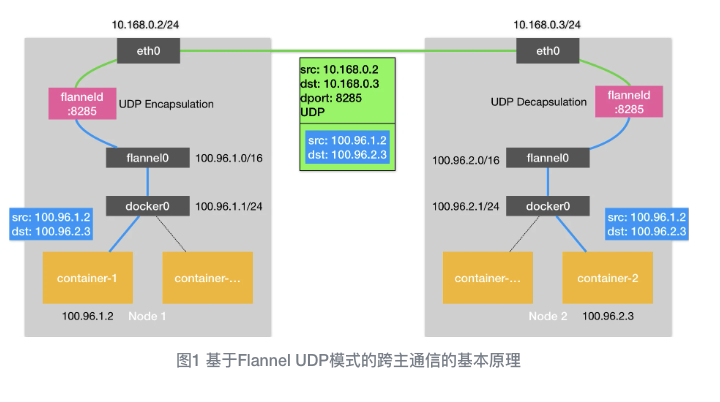 10.168.0.2/24
10.168.0.3/24
eth0
eth0
src: 10.168.0.2
dst: 10.168.0.3
dport: 8285
UDP
src: 100.96.1.2
dst: 100.96.2.3
flanneld
:8285
UDP Encapsulation
UDP Decapsulation
flanneld
:8285
flannel0
100.96.1.0/16
100.96.2.0/16
flannel0
docker0
100.96.1.1/24
100.96.2.1/24
docker0
src: 100.96.1.2
dst: 100.96.2.3
src: 100.96.1.2
dst: 100.96.2.3
container-1
container-...
container-...
container-2
100.96.1.2
Node 1
Node 2
100.96.2.3
图1 基于Flannel UDP模式的跨主通信的基本原理